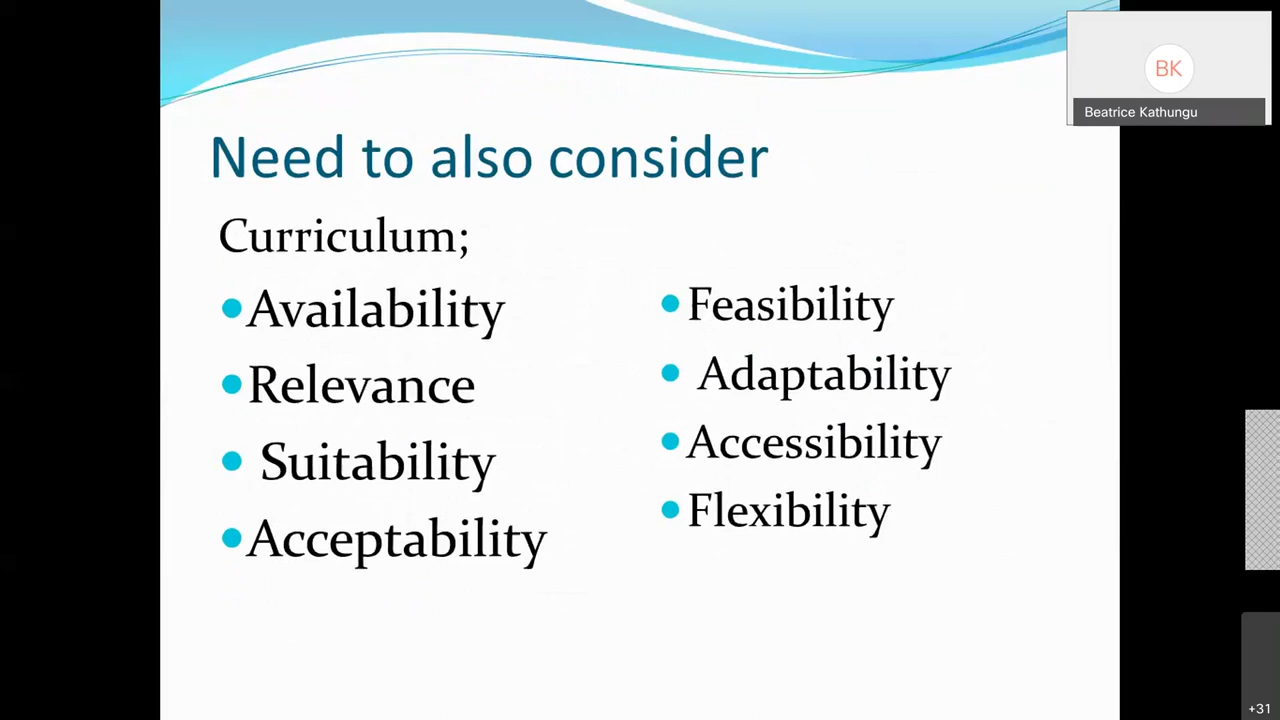 Need to also consider
Curriculum;
•Availability
•Relevance
• Suitability
•Acceptability
•Feasibility
• Adaptability
•Accessibility
•Flexibility
BK
Beatrice Kathungu
+31